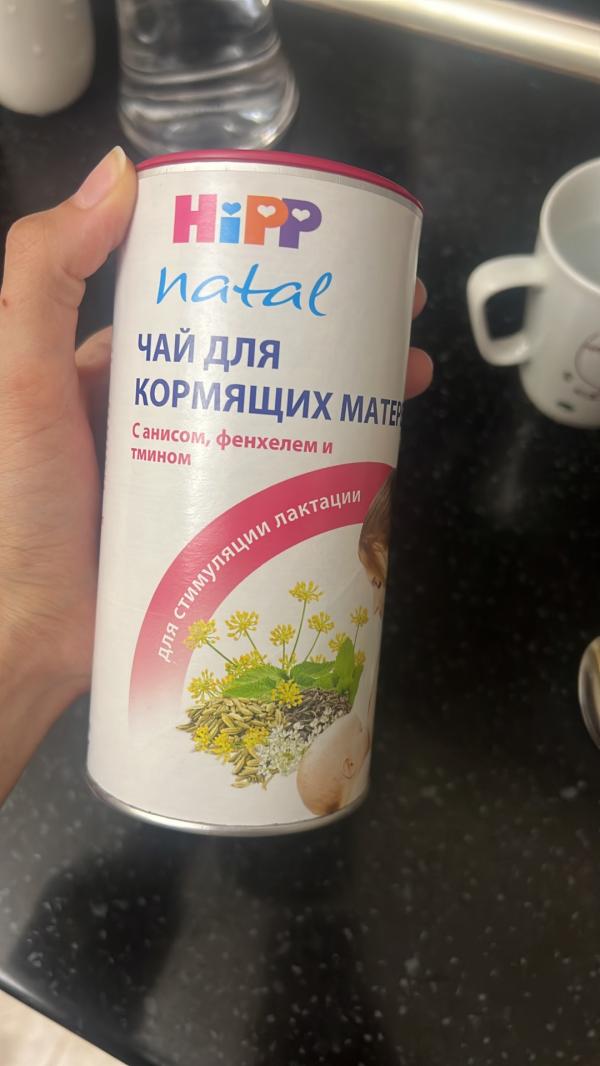 HiPP
natal
ЧАЙ ДЛЯ
КОРМЯЩИХ
С анисом, фенхелем и
тмином
для стимуляции лактации